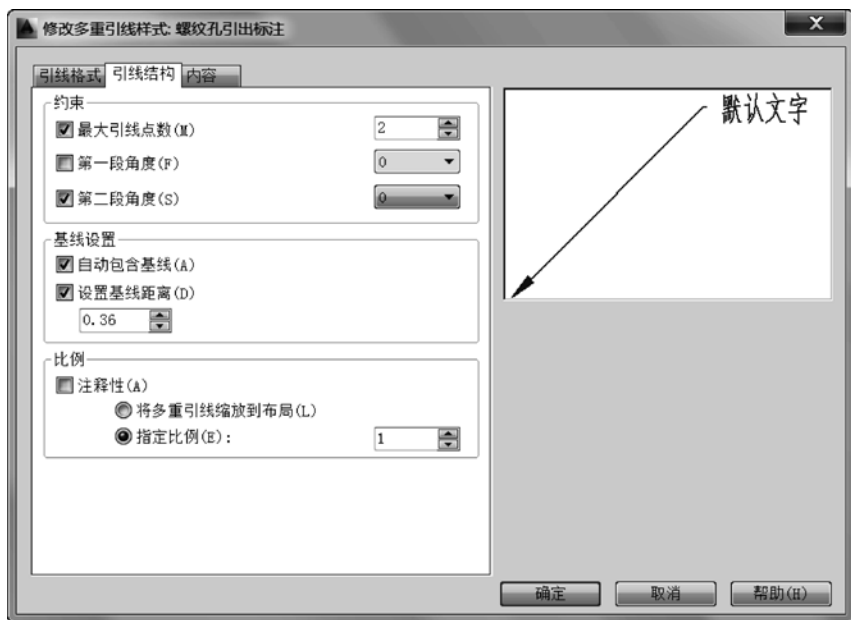 修改多重引线样式: 螺纹孔引出标注
X
引线格式 引线结构 内容
约束
最大引线点数(M) 2
第一段角度(F) 0
第二段角度(S) 0
基线设置
自动包含基线(A)
设置基线距离(D)
0.36
比例
注释性(A)
将多重引线缩放到布局(L)
指定比例(E): 1
默认文字
确定 取消 帮助(H)